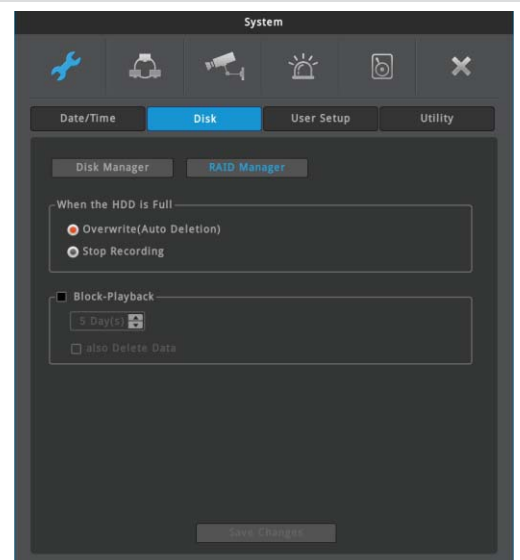 System
Date/Time Disk User Setup Utility
Disk Manager RAID Manager
When the HDD is Full
Overwrite(Auto Deletion)
Stop Recording
Block-Playback
5 Day(s)
also Delete Data
Save Changes